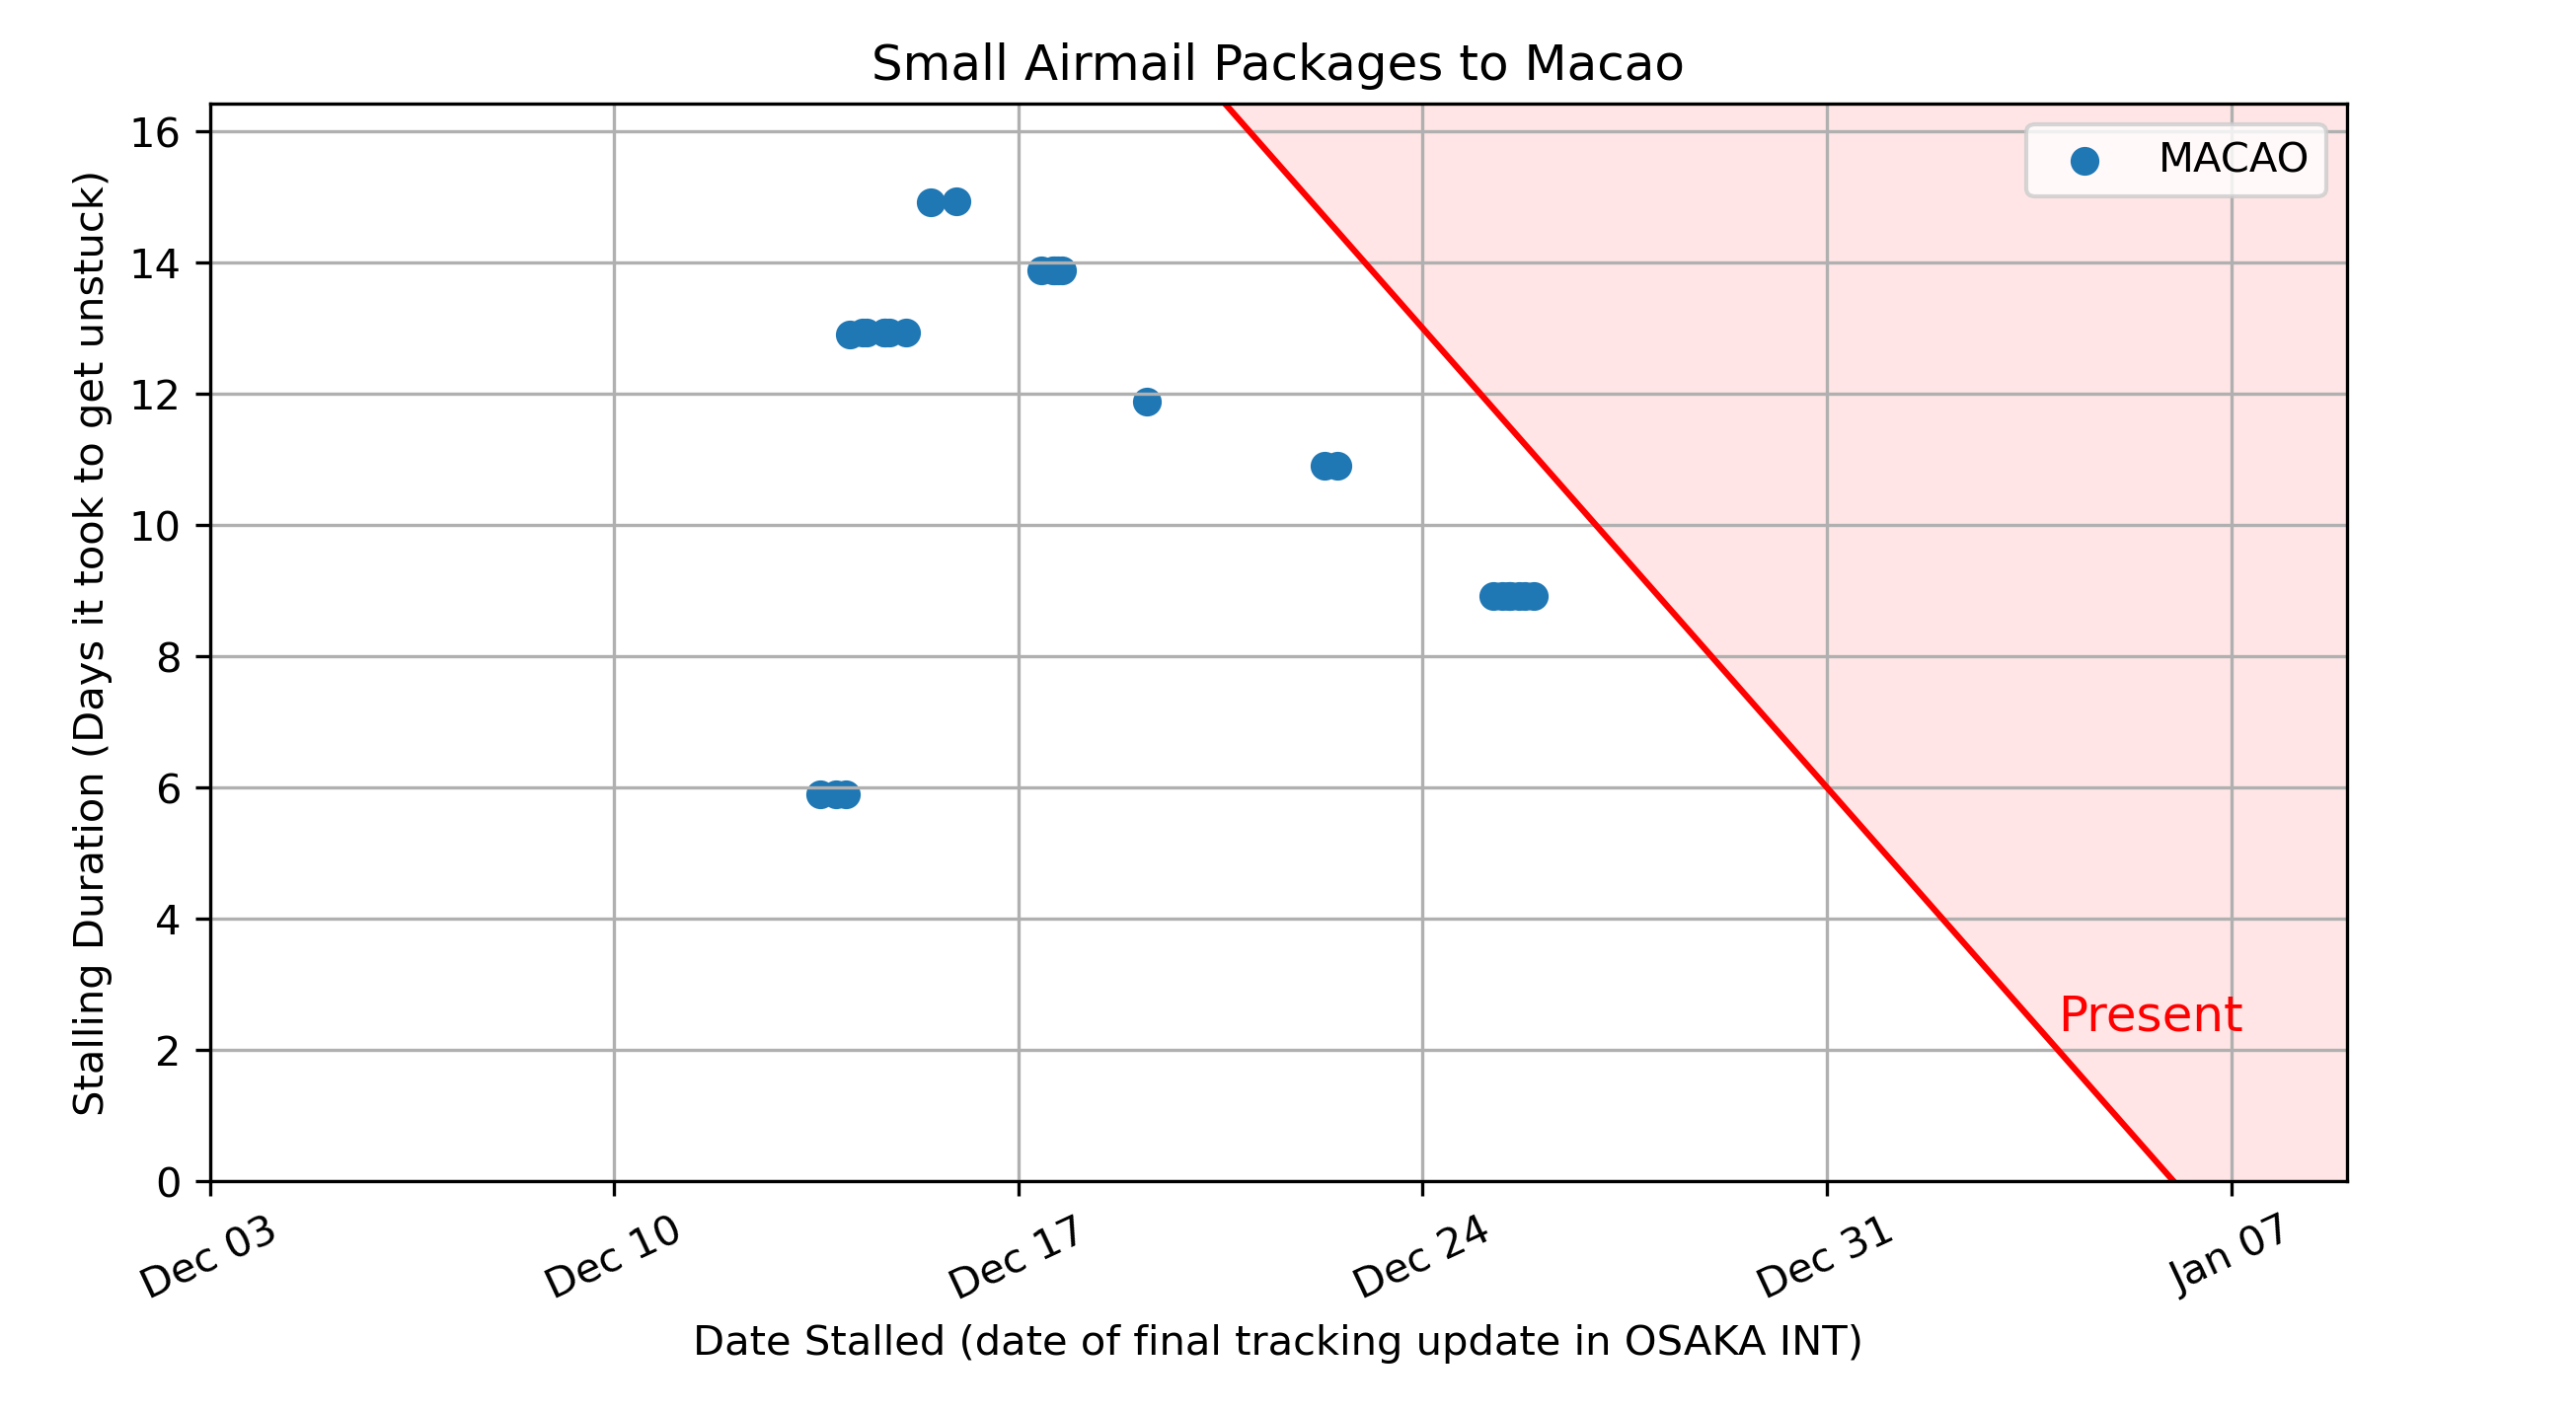 Small Airmail Packages to Macao
MACAO
Stalling Duration (Days it took to get unstuck)
16
14
12
10
8
6
4
2
0
Present
Dec 03
Dec 10
Dec 17
Dec 24
Dec 31
Jan 07
Date Stalled (date of final tracking update in OSAKA INT)